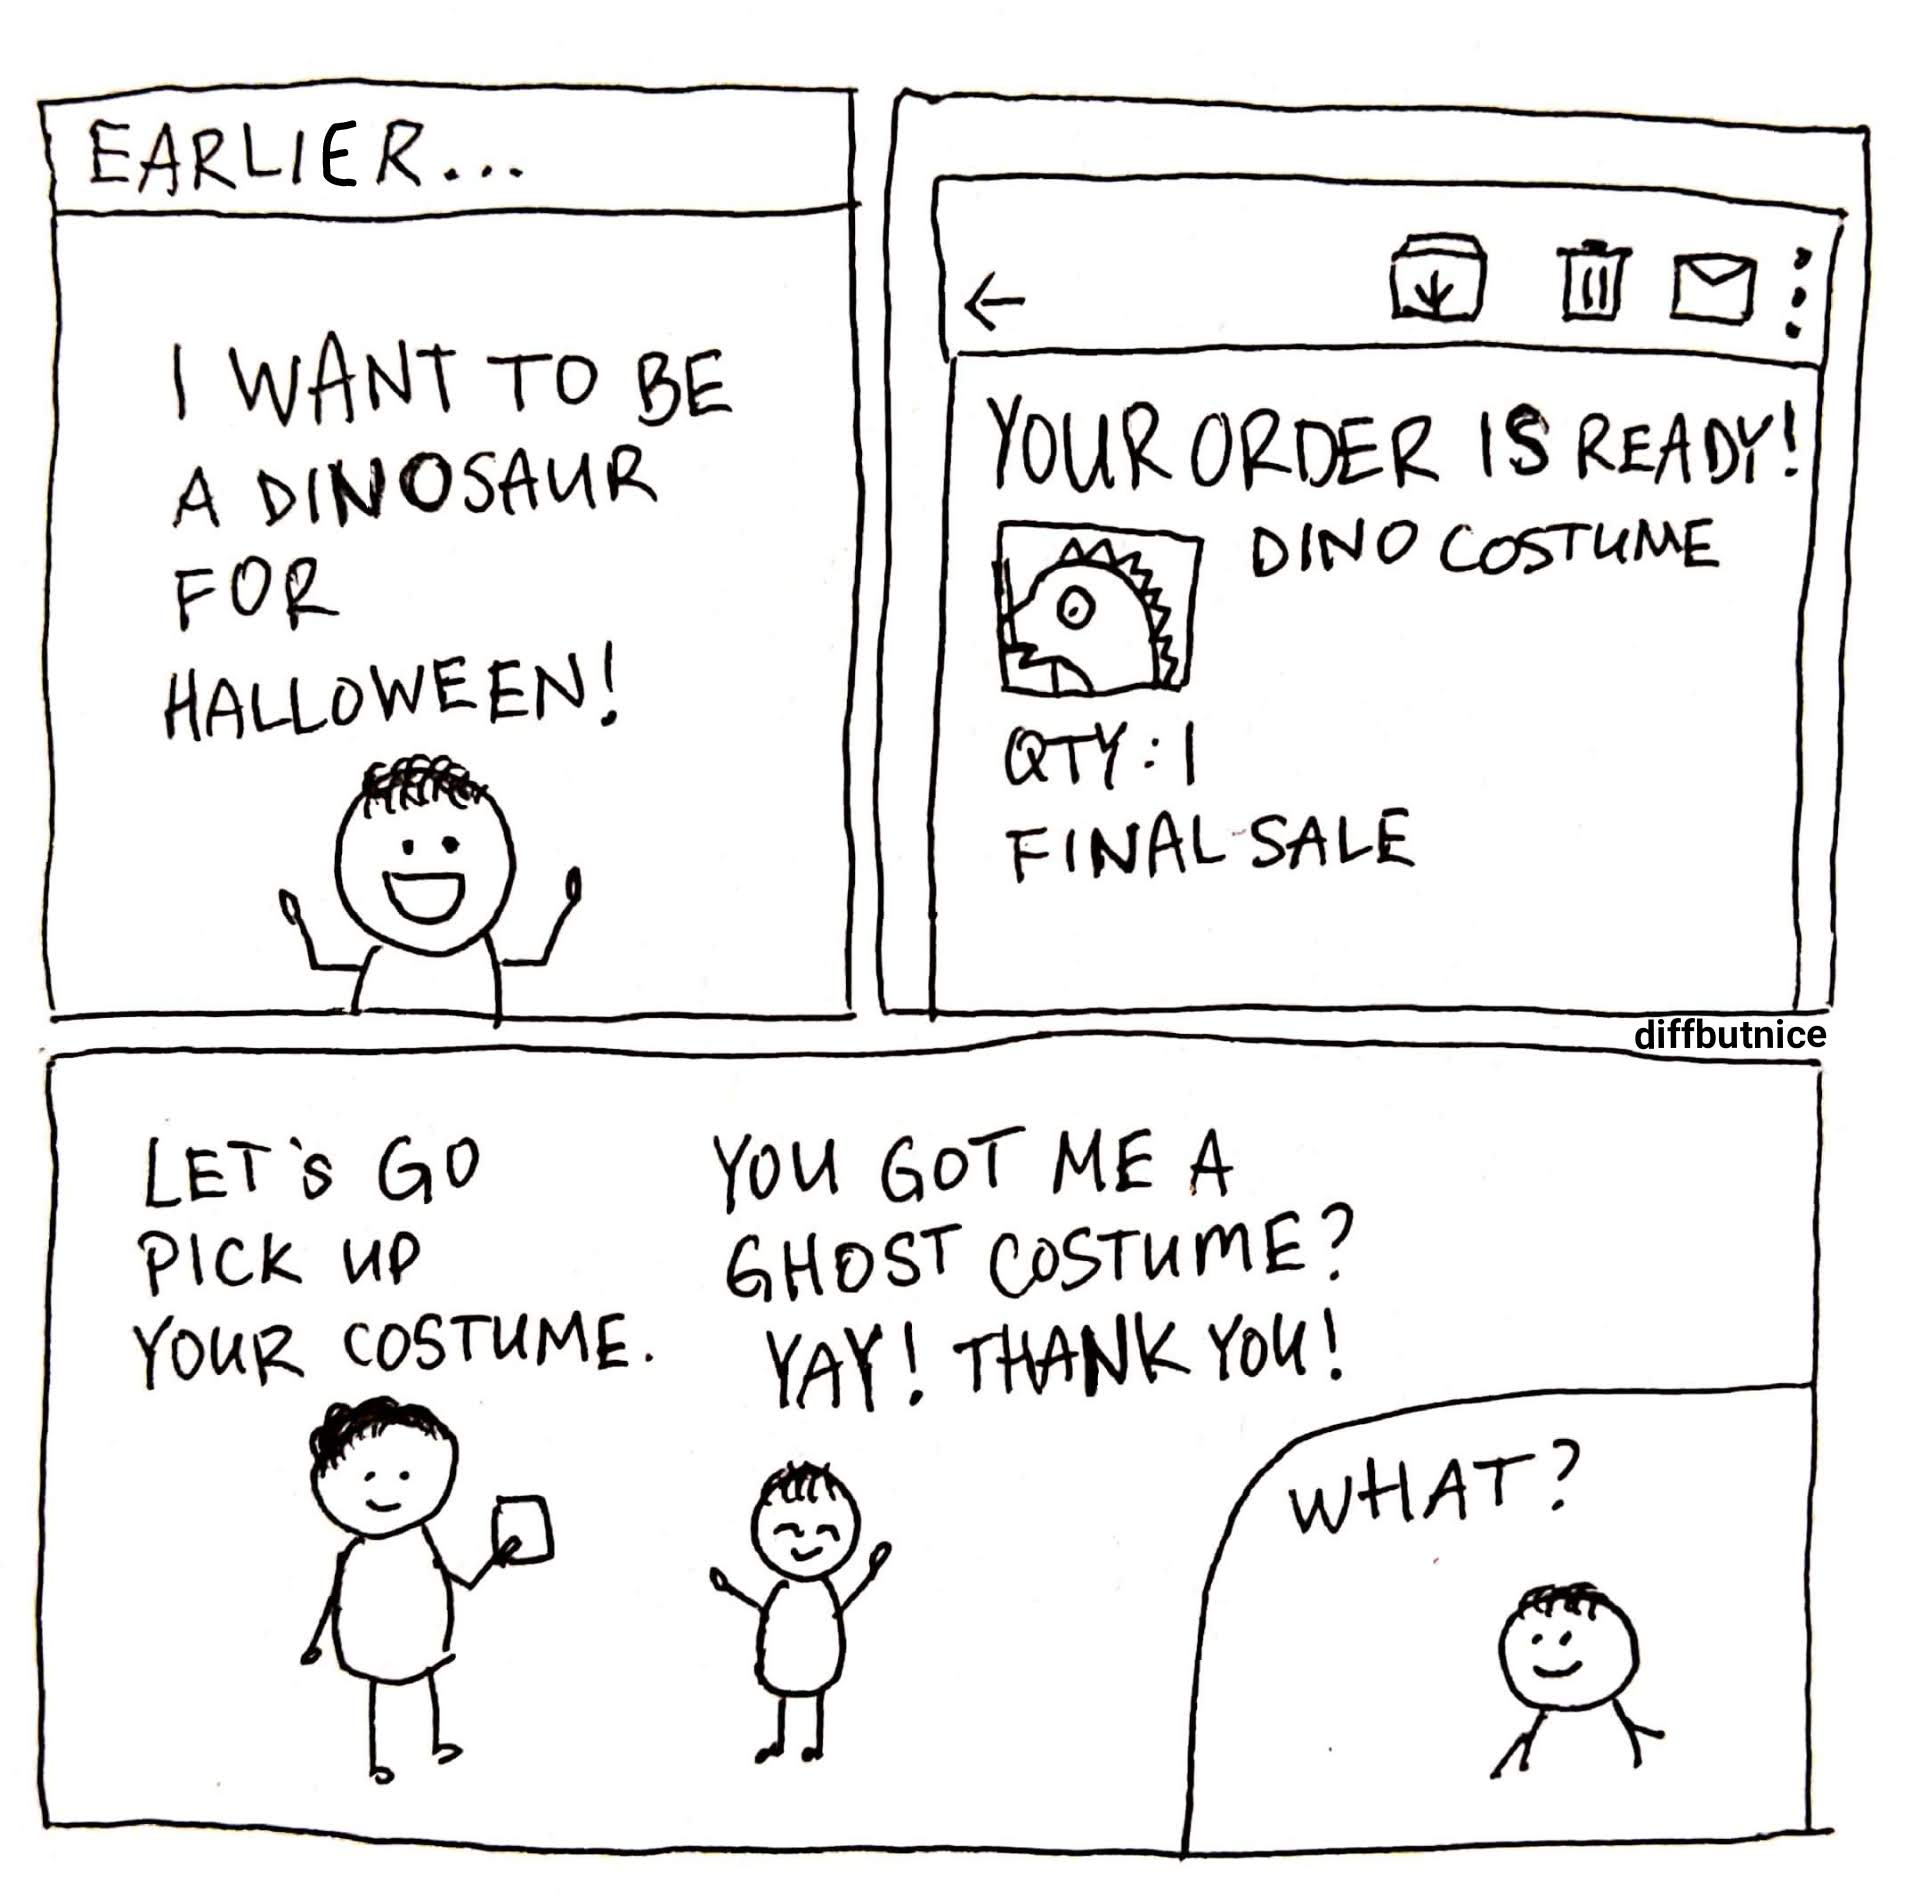 EARLIER...
I WANT TO BE
A DINOSAUR
FOR
HALLOWEEN!
YOUR ORDER IS READY!
DINO COSTUME
QTY: 1
FINAL SALE
diffbutnice
LET'S GO
PICK UP
YOUR COSTUME.
YOU GOT ME A
GHOST COSTUME?
YAY! THANK YOU!
WHAT?